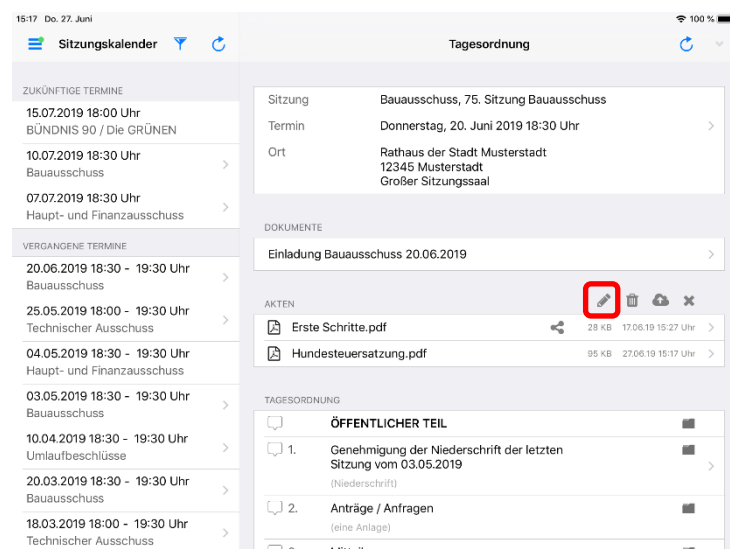 15:17 Do. 27. Juni
100 %
Sitzungskalender
Tagesordnung
ZUKÜNFTIGE TERMINE
15.07.2019 18:00 Uhr
BÜNDNIS 90 / Die GRÜNEN
10.07.2019 18:30 Uhr
Bauausschuss
07.07.2019 18:30 Uhr
Haupt- und Finanzausschuss
VERGANGENE TERMINE
20.06.2019 18:30 - 19:30 Uhr
Bauausschuss
25.05.2019 18:00 - 19:30 Uhr
Technischer Ausschuss
04.05.2019 18:30 - 19:30 Uhr
Haupt- und Finanzausschuss
03.05.2019 18:30 - 19:30 Uhr
Bauausschuss
10.04.2019 18:30 - 19:30 Uhr
Umlaufbeschlüsse
20.03.2019 18:30 - 19:30 Uhr
Bauausschuss
18.03.2019 18:00 - 19:30 Uhr
Technischer Ausschuss
Sitzung Bauausschuss, 75. Sitzung Bauausschuss
Termin Donnerstag, 20. Juni 2019 18:30 Uhr
Ort Rathaus der Stadt Musterstadt
12345 Musterstadt
Großer Sitzungssaal
DOKUMENTE
Einladung Bauausschuss 20.06.2019
AKTEN
Erste Schritte.pdf 28 KB 17.06.19 15:27 Uhr
Hundesteuersatzung.pdf 95 KB 27.06.19 15:17 Uhr
TAGESORDNUNG
ÖFFENTLICHER TEIL
1. Genehmigung der Niederschrift der letzten
Sitzung vom 03.05.2019
(Niederschrift)
2. Anträge / Anfragen
(eine Anlage)